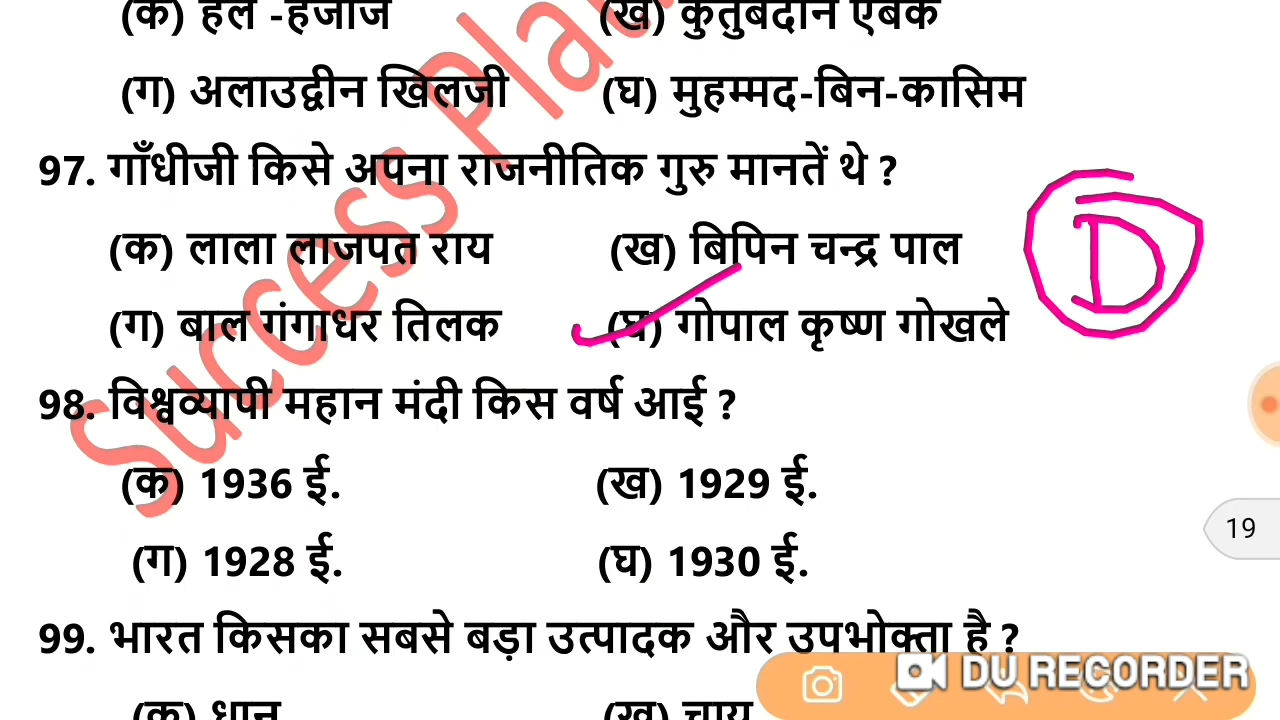 (क) हल -हजाज (ख) कुतुबदीन ऐबक
(ग) अलाउद्वीन खिलजी (घ) मुहम्मद-बिन-कासिम
97. गाँधीजी किसे अपना राजनीतिक गुरु मानतें थे ?
(क) लाला लाजपत राय (ख) बिपिन चन्द्र पाल
(ग) बाल गंगाधर तिलक (घ) गोपाल कृष्ण गोखले
D
98. विश्वव्यापी महान मंदी किस वर्ष आई ?
(क) 1936 ई. (ख) 1929 ई.
(ग) 1928 ई. (घ) 1930 ई.
19
99. भारत किसका सबसे बड़ा उत्पादक और उपभोक्ता है ?
(क) धान (ख) चाय
Success
DU RECORDER